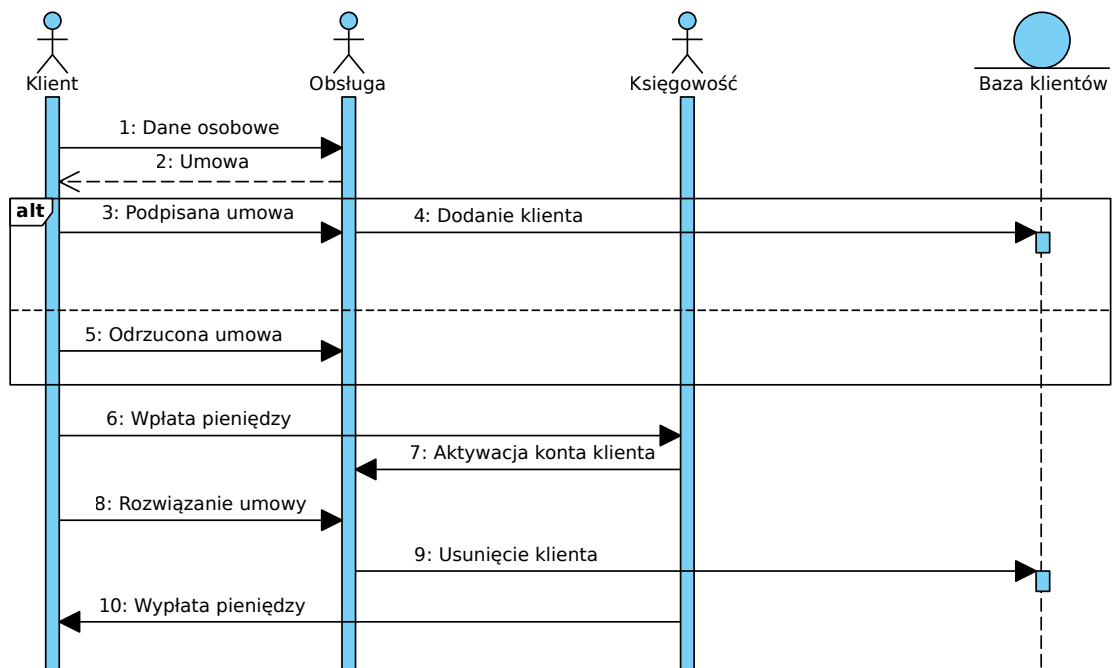 Klient
Obsługa
Księgowość
Baza klientów
1: Dane osobowe
2: Umowa
alt
3: Podpisana umowa
4: Dodanie klienta
5: Odrzucona umowa
6: Wpłata pieniędzy
7: Aktywacja konta klienta
8: Rozwiązanie umowy
9: Usunięcie klienta
10: Wypłata pieniędzy